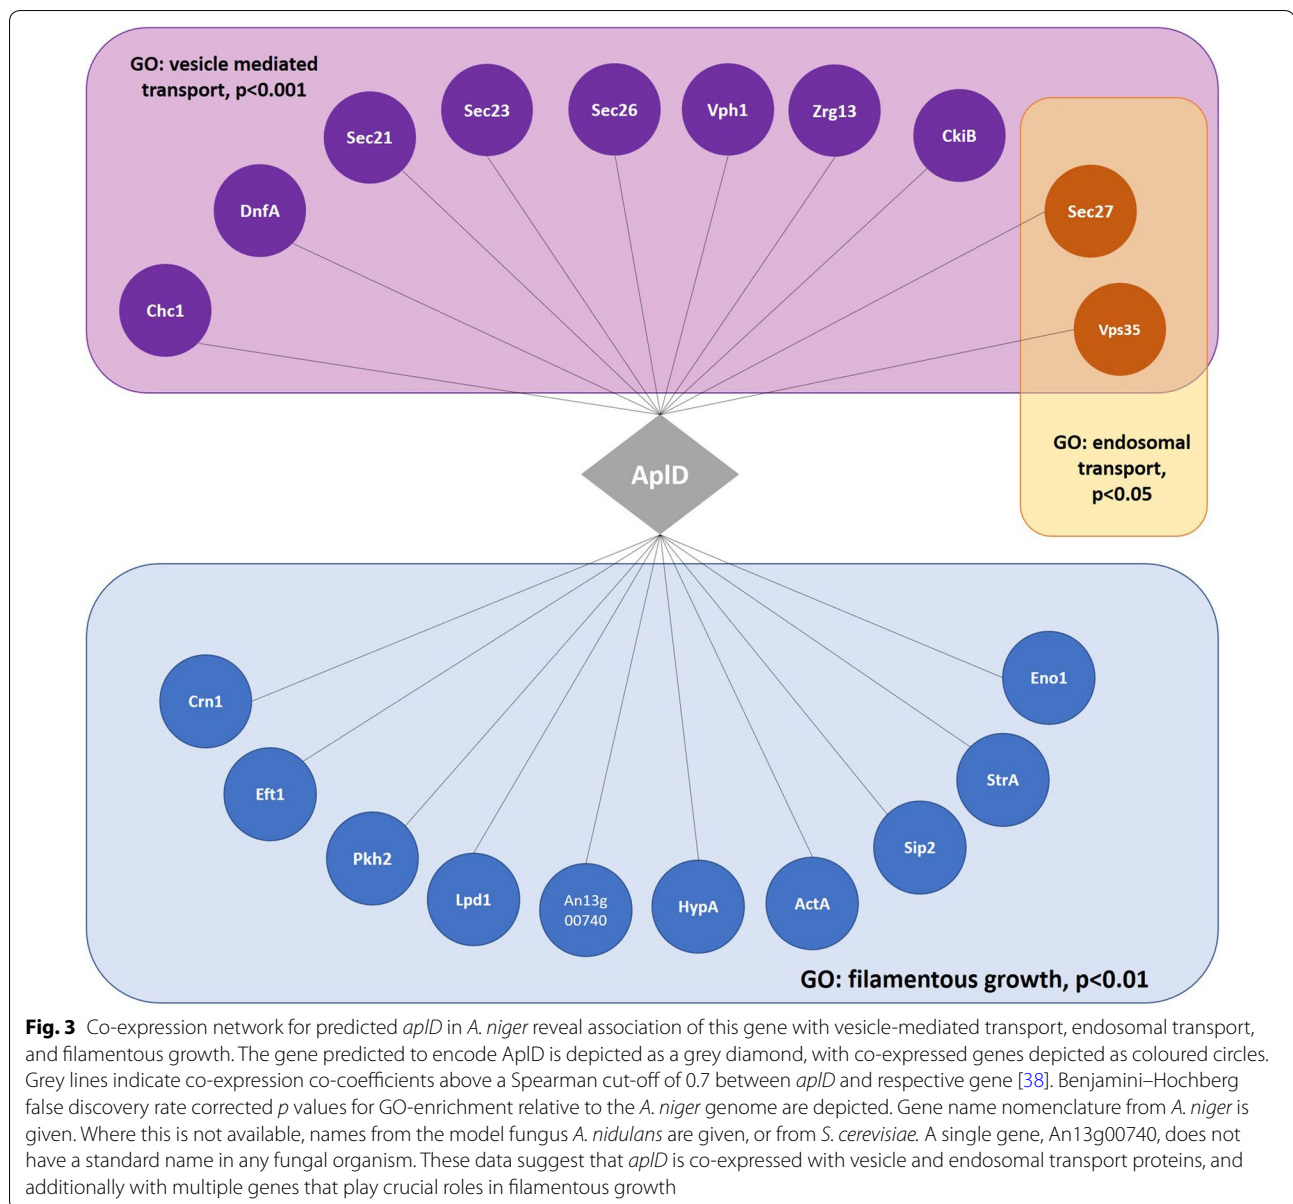 GO: vesicle mediated
transport, p<0.001
Sec21
Sec23
Sec26
Vph1
Zrg13
CkiB
DnfA
Sec27
Chc1
Vps35
GO: endosomal
transport,
p<0.05
AplD
Crn1
Eft1
Pkh2
Lpd1
An13g
00740
HypA
ActA
Sip2
StrA
Eno1
GO: filamentous growth, p<0.01
Fig. 3 Co-expression network for predicted aplD in A. niger reveal association of this gene with vesicle-mediated transport, endosomal transport,
and filamentous growth. The gene predicted to encode AplD is depicted as a grey diamond, with co-expressed genes depicted as coloured circles.
Grey lines indicate co-expression co-coefficients above a Spearman cut-off of 0.7 between aplD and respective gene [38]. Benjamini–Hochberg
false discovery rate corrected p values for GO-enrichment relative to the A. niger genome are depicted. Gene name nomenclature from A. niger is
given. Where this is not available, names from the model fungus A. nidulans are given, or from S. cerevisiae. A single gene, An13g00740, does not
have a standard name in any fungal organism. These data suggest that aplD is co-expressed with vesicle and endosomal transport proteins, and
additionally with multiple genes that play crucial roles in filamentous growth